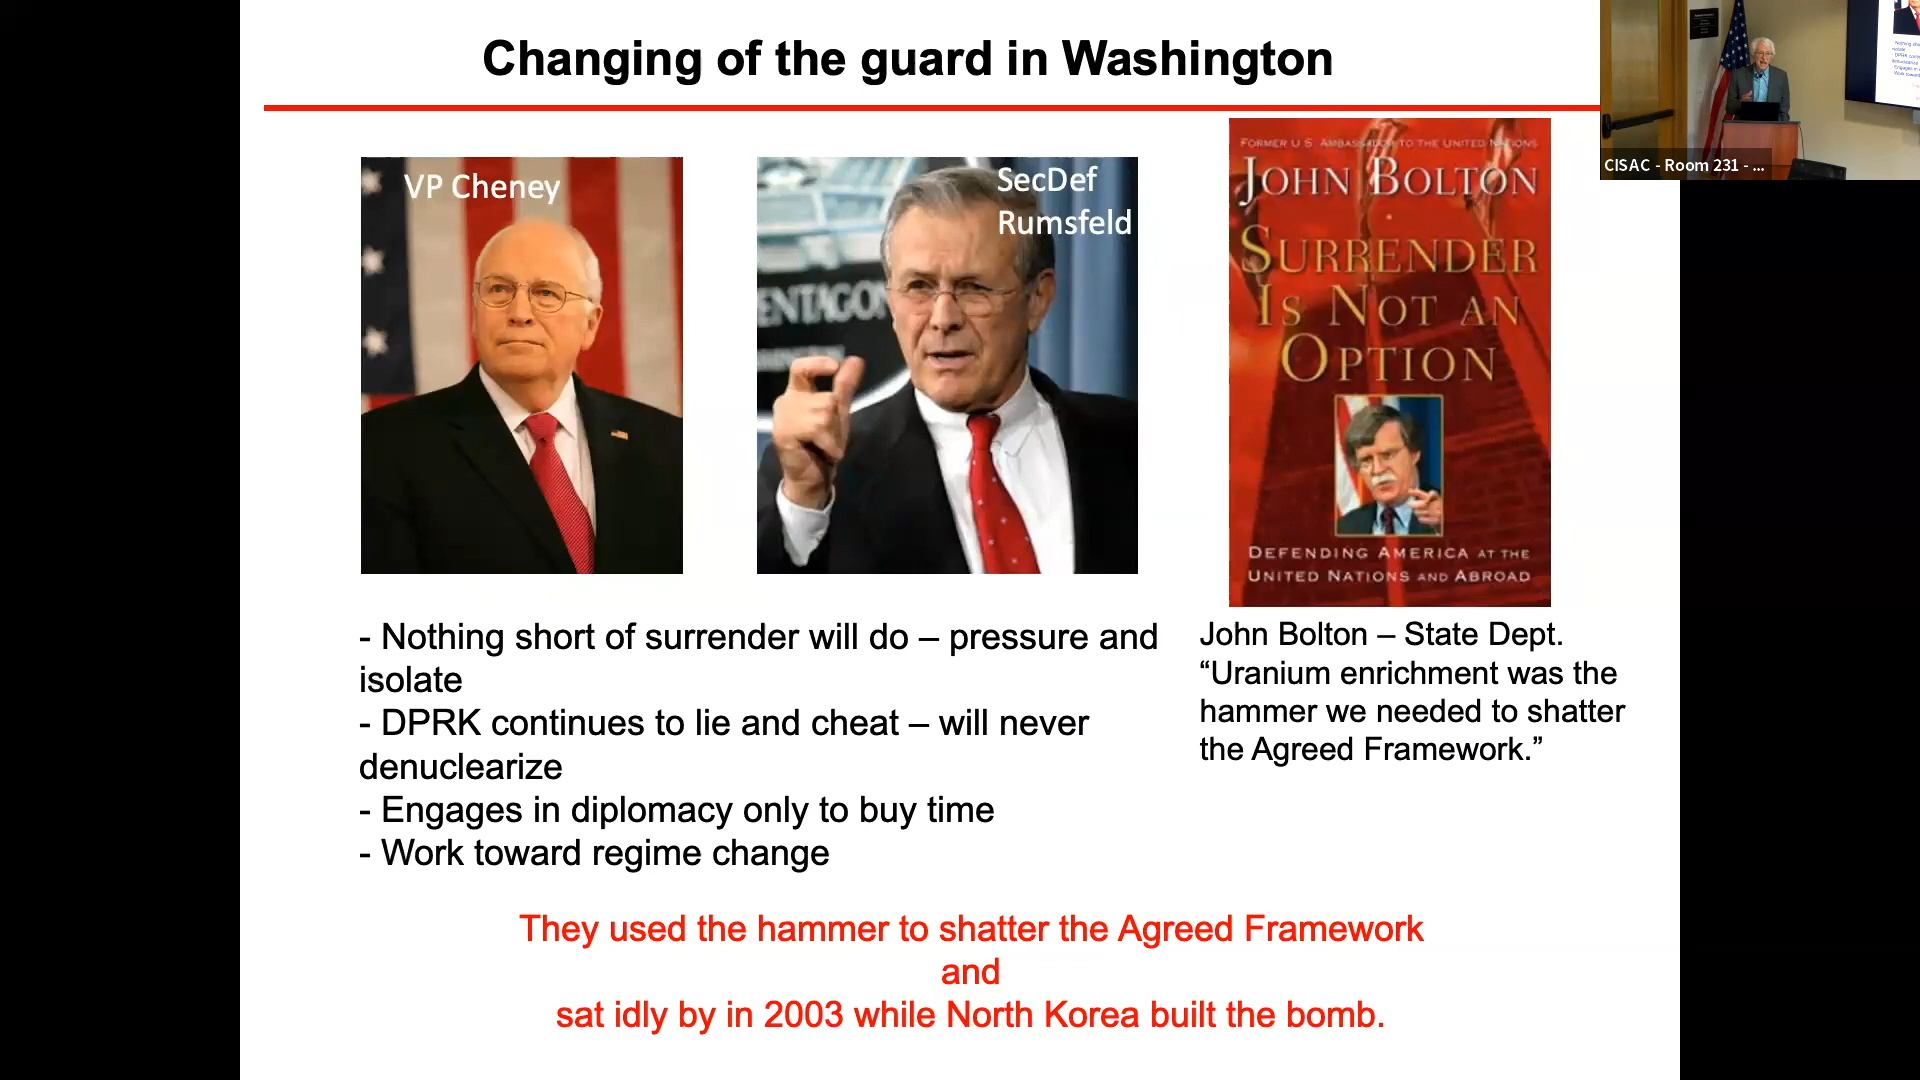 Changing of the guard in Washington
VP Cheney
SecDef
Rumsfeld
PENTAGON
FORMER U.S. AMBASSADOR TO THE UNITED NATIONS
JOHN BOLTON
SURRENDER
IS NOT AN
OPTION
DEFENDING AMERICA AT THE
UNITED NATIONS AND ABROAD
- Nothing short of surrender will do – pressure and
isolate
- DPRK continues to lie and cheat – will never
denuclearize
- Engages in diplomacy only to buy time
- Work toward regime change
John Bolton – State Dept.
“Uranium enrichment was the
hammer we needed to shatter
the Agreed Framework.”
They used the hammer to shatter the Agreed Framework
and
sat idly by in 2003 while North Korea built the bomb.
CISAC - Room 231 - ...